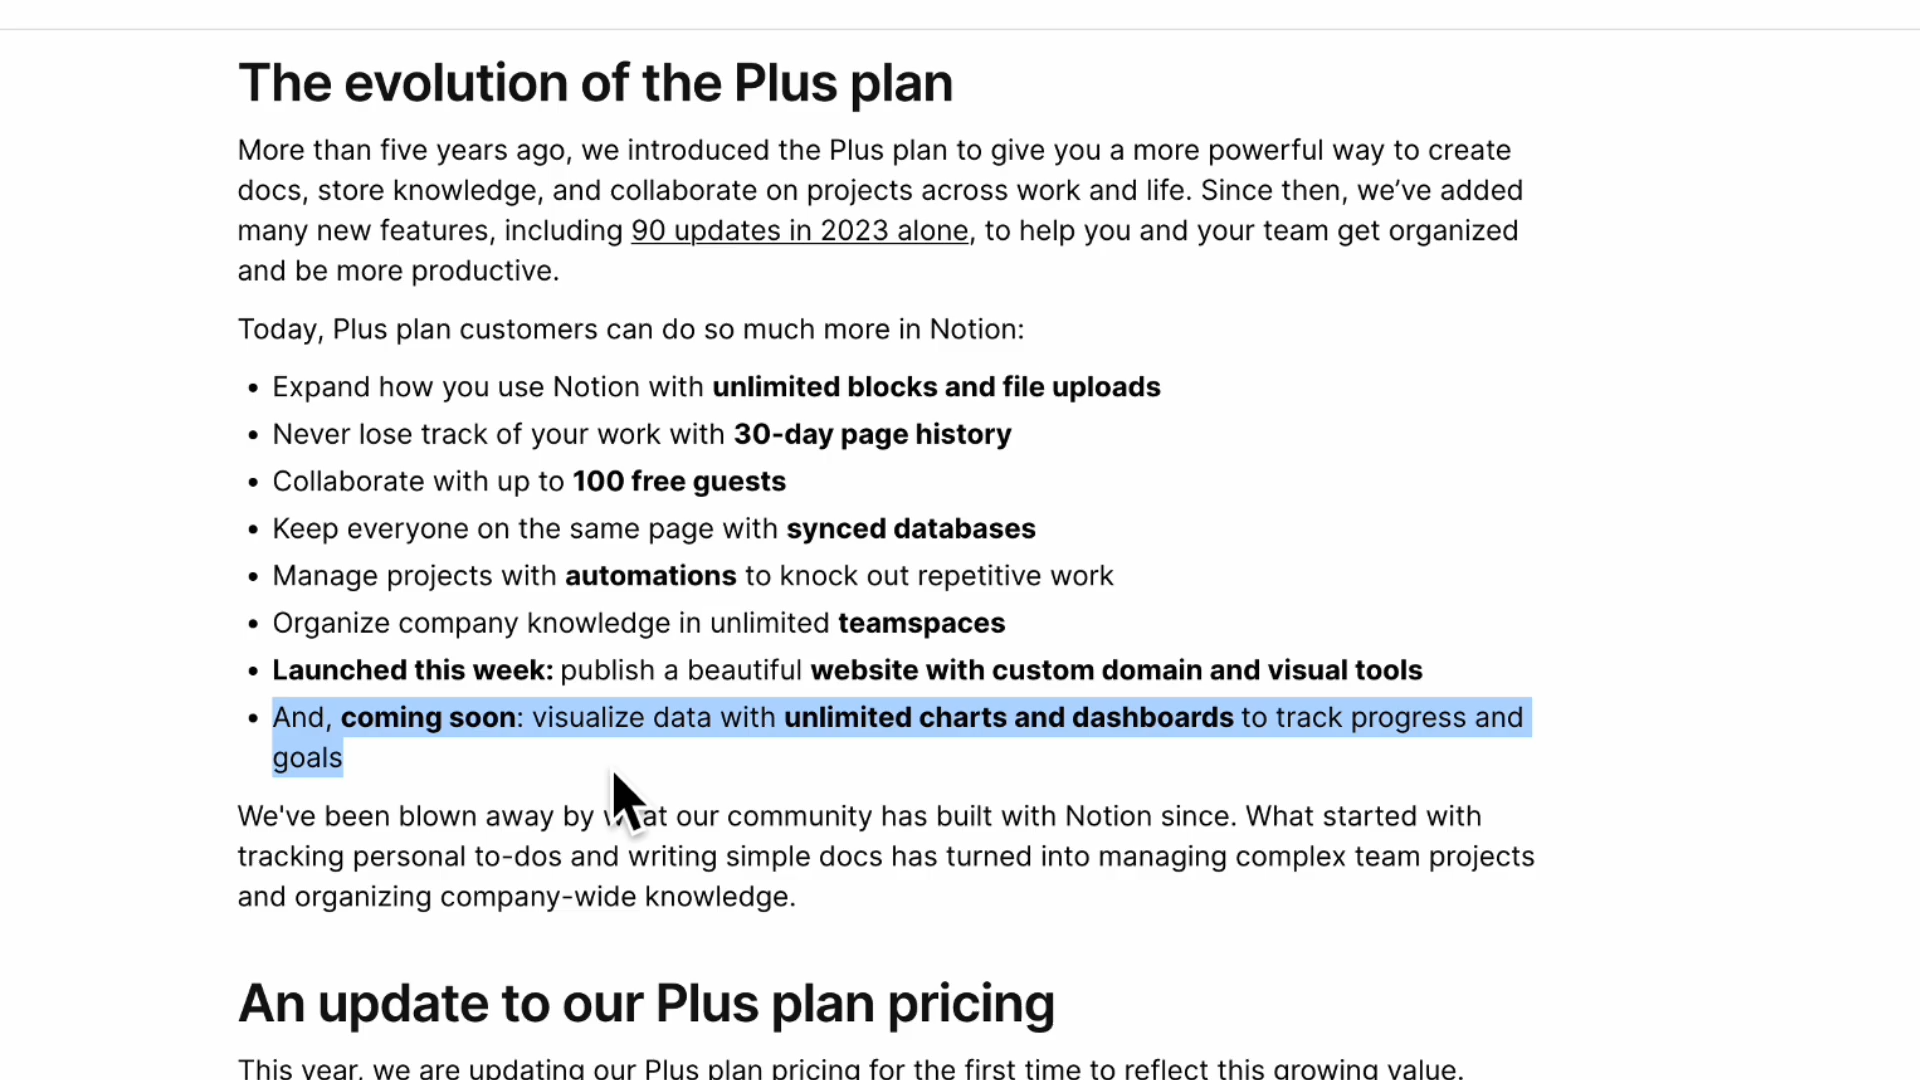 The evolution of the Plus plan
More than five years ago, we introduced the Plus plan to give you a more powerful way to create
docs, store knowledge, and collaborate on projects across work and life. Since then, we’ve added
many new features, including 90 updates in 2023 alone, to help you and your team get organized
and be more productive.
Today, Plus plan customers can do so much more in Notion:
• Expand how you use Notion with unlimited blocks and file uploads
• Never lose track of your work with 30-day page history
• Collaborate with up to 100 free guests
• Keep everyone on the same page with synced databases
• Manage projects with automations to knock out repetitive work
• Organize company knowledge in unlimited teamspaces
• Launched this week: publish a beautiful website with custom domain and visual tools
• And, coming soon: visualize data with unlimited charts and dashboards to track progress and
goals
We've been blown away by what our community has built with Notion since. What started with
tracking personal to-dos and writing simple docs has turned into managing complex team projects
and organizing company-wide knowledge.
An update to our Plus plan pricing
This year, we are updating our Plus plan pricing for the first time to reflect this growing value.